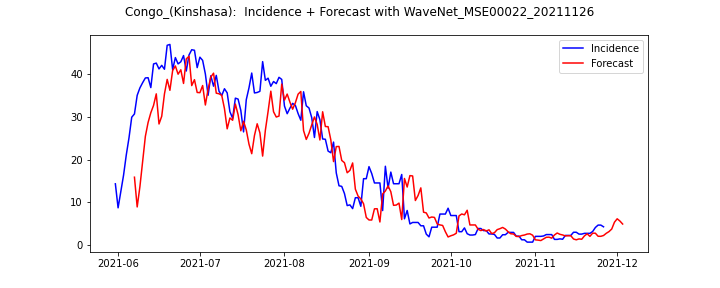 Congo_(Kinshasa):  Incidence + Forecast with WaveNet_MSE00022_20211126
Incidence
Forecast
40
30
20
10
0
2021-06 2021-07 2021-08 2021-09 2021-10 2021-11 2021-12